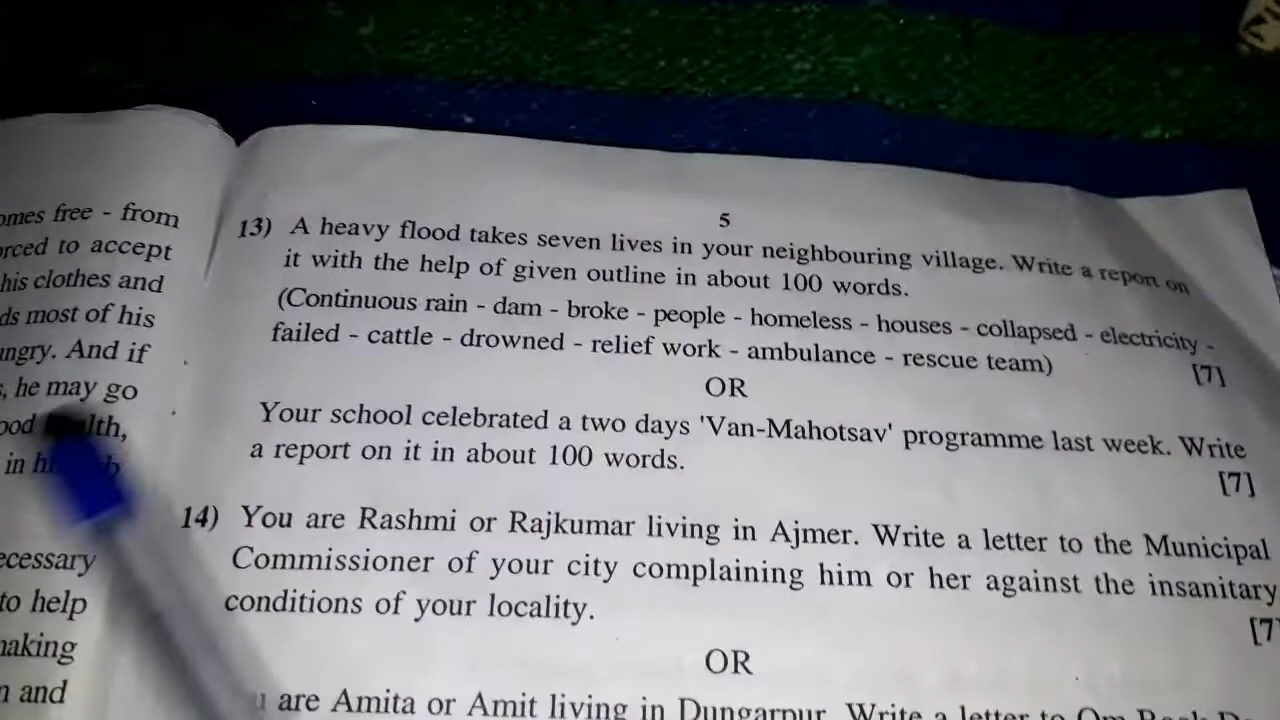 omes free - from
orced to accept
his clothes and
ds most of his
ungry. And if
s, he may go
ood
in
ecessary
to help
making
n and
5
13) A heavy flood takes seven lives in your neighbouring village. Write a report on
it with the help of given outline in about 100 words.
(Continuous rain - dam - broke - people - homeless - houses - collapsed - electricity -
failed - cattle - drowned - relief work - ambulance - rescue team) [7]
OR
Your school celebrated a two days 'Van-Mahotsav' programme last week. Write
a report on it in about 100 words. [7]
14) You are Rashmi or Rajkumar living in Ajmer. Write a letter to the Municipal
Commissioner of your city complaining him or her against the insanitary
conditions of your locality. [7
OR
u are Amita or Amit living in Dungarpur. Write a letter to Om Book De